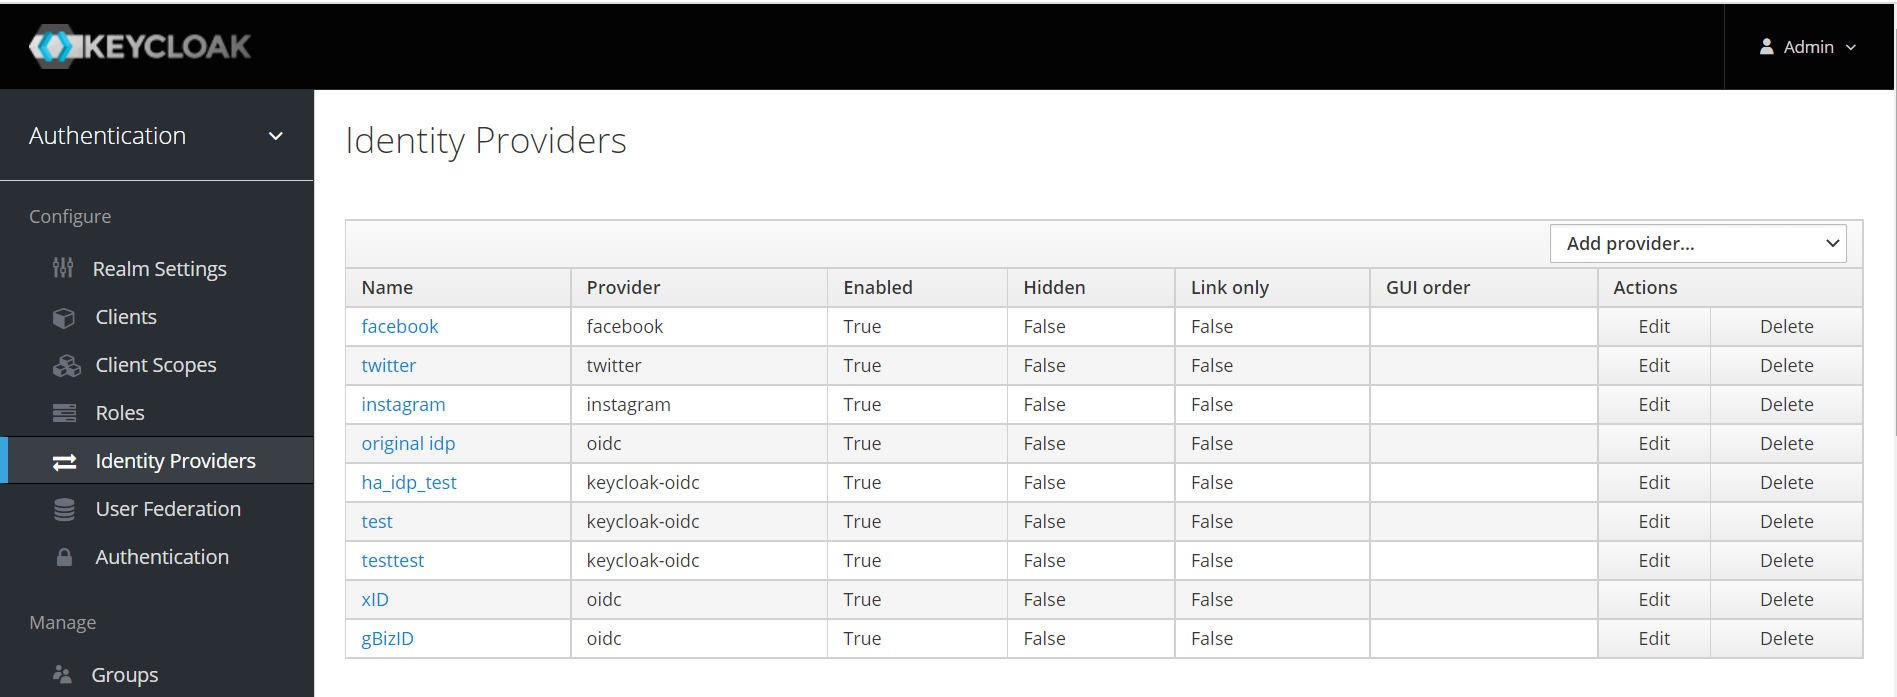 KEYCLOAK
Admin
Authentication
Configure
Realm Settings
Clients
Client Scopes
Roles
Identity Providers
User Federation
Authentication
Manage
Groups
Identity Providers
Add provider...
Name Provider Enabled Hidden Link only GUI order Actions
facebook facebook True False False Edit Delete
twitter twitter True False False Edit Delete
instagram instagram True False False Edit Delete
original idp oidc True False False Edit Delete
ha_idp_test keycloak-oidc True False False Edit Delete
test keycloak-oidc True False False Edit Delete
testtest keycloak-oidc True False False Edit Delete
xID oidc True False False Edit Delete
gBizID oidc True False False Edit Delete